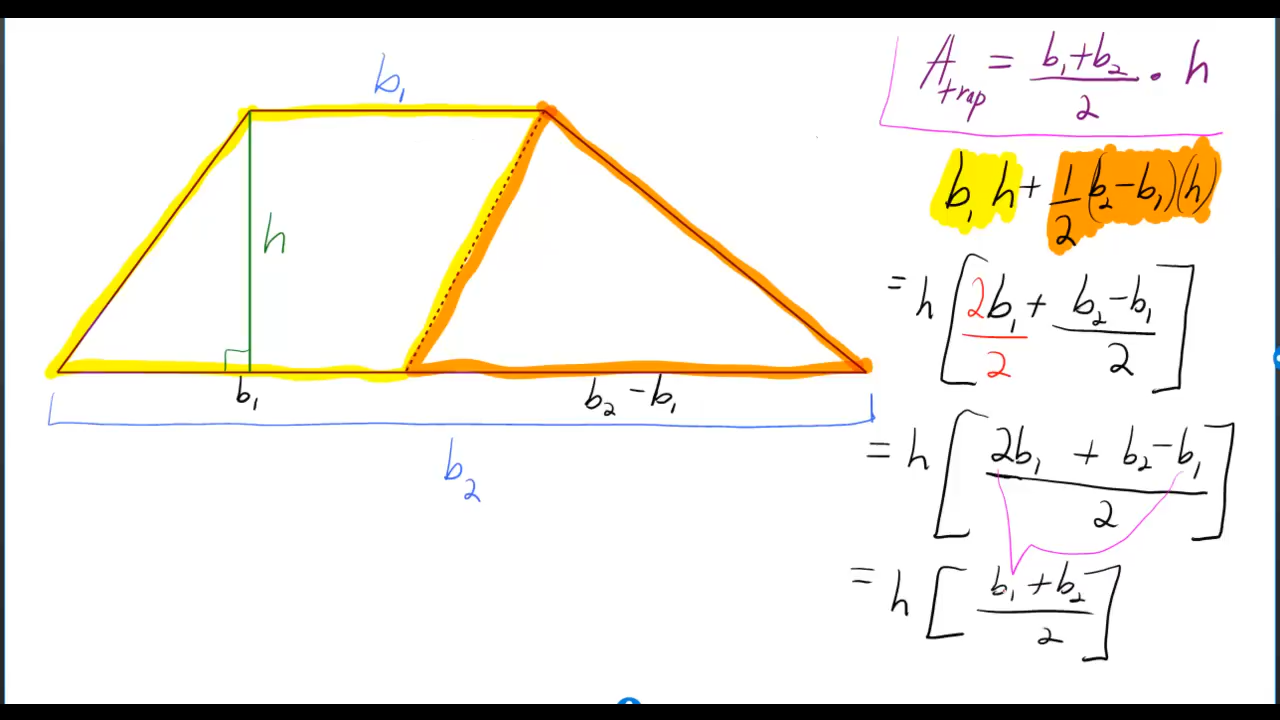 b₁
h
b₁
b₂ - b₁
b₂
A_trap = (b₁+b₂)/2 · h
b₁ h + 1/2 (b₂-b₁)(h)
= h [ 2b₁/2 + (b₂-b₁)/2 ]
= h [ (2b₁ + b₂-b₁)/2 ]
= h [ (b₁+b₂)/2 ]